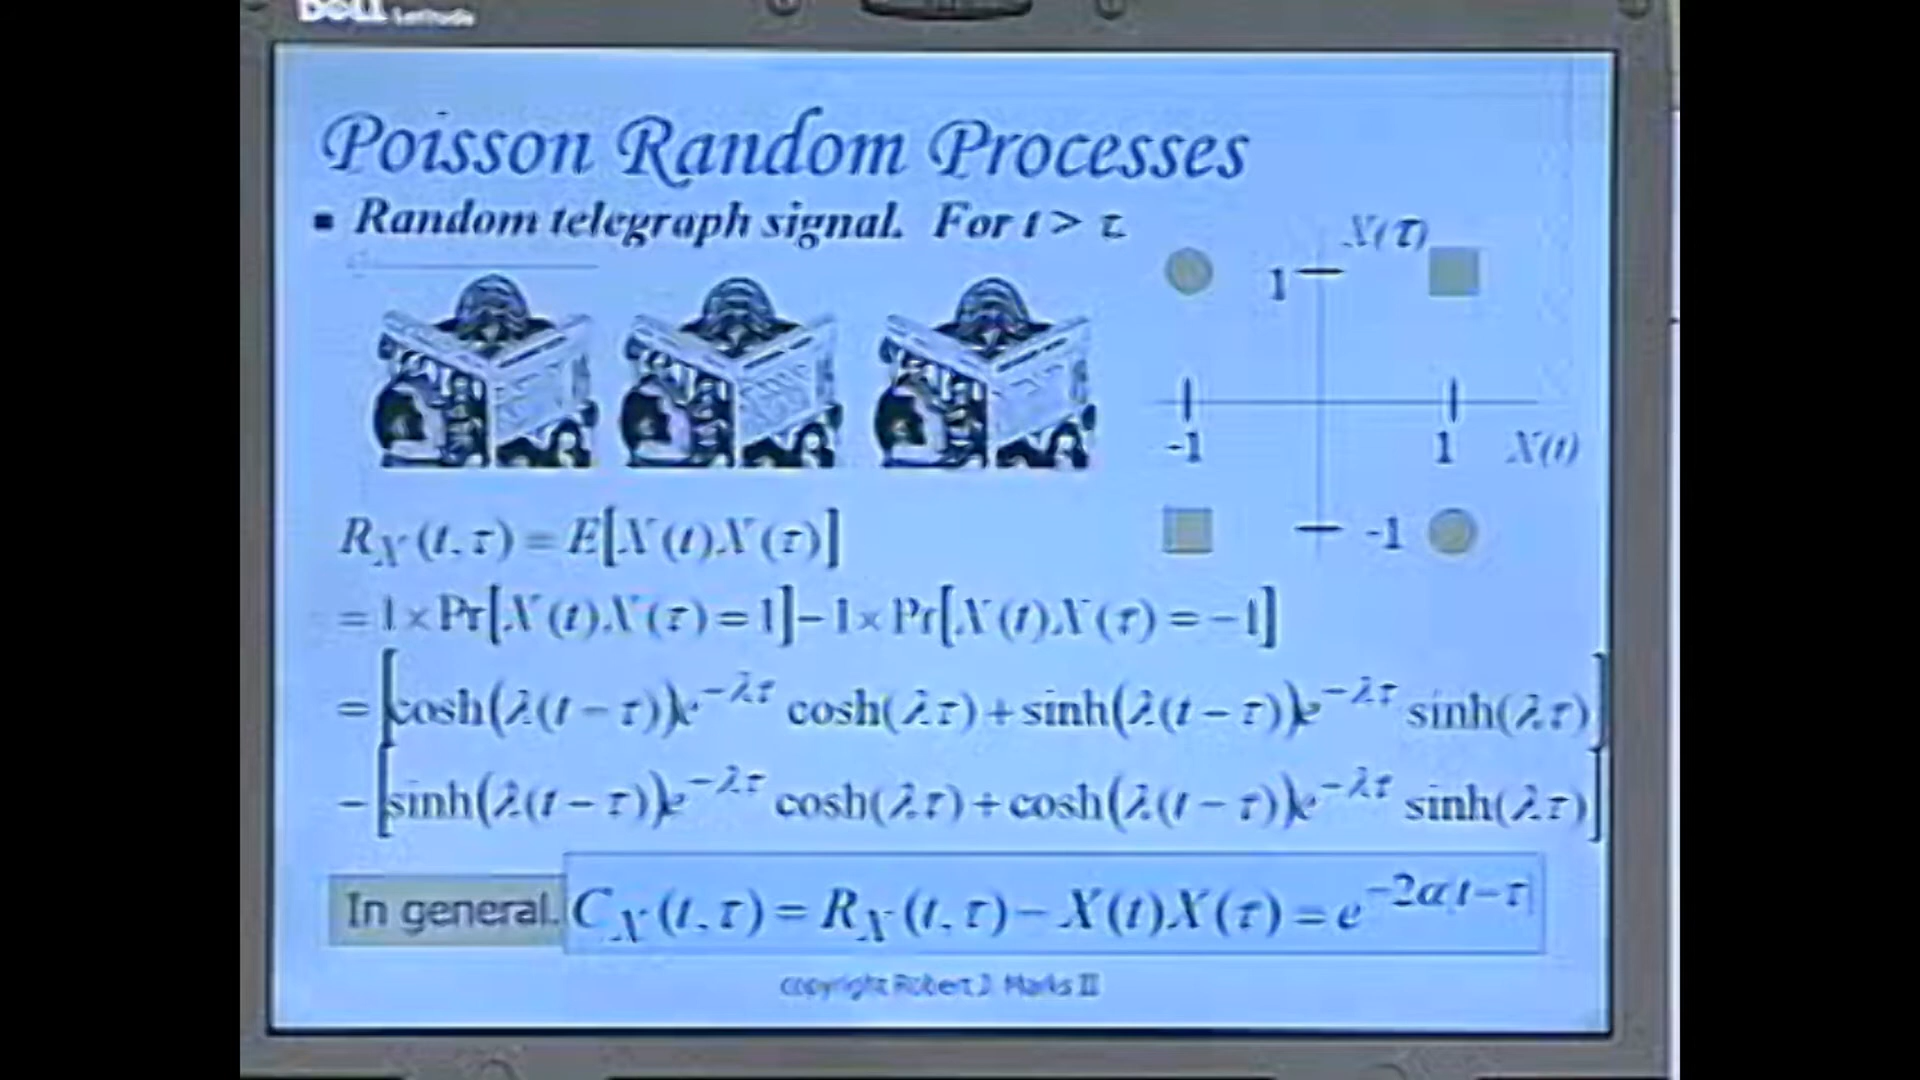 DELL Latitude
Poisson Random Processes
▪ Random telegraph signal. For t > τ.
X(τ)
1
-1 1 X(t)
-1
R_X(t,τ) = E[X(t)X(τ)]
= 1×Pr[X(t)X(τ) = 1] − 1×Pr[X(t)X(τ) = −1]
= [cosh(λ(t − τ))e^{−λτ} cosh(λτ) + sinh(λ(t − τ))e^{−λτ} sinh(λτ)]
− [sinh(λ(t − τ))e^{−λτ} cosh(λτ) + cosh(λ(t − τ))e^{−λτ} sinh(λτ)]
In general. C_X(t,τ) = R_X(t,τ) − X(t)X(τ) = e^{−2α|t−τ|}
copyright Robert J. Marks II